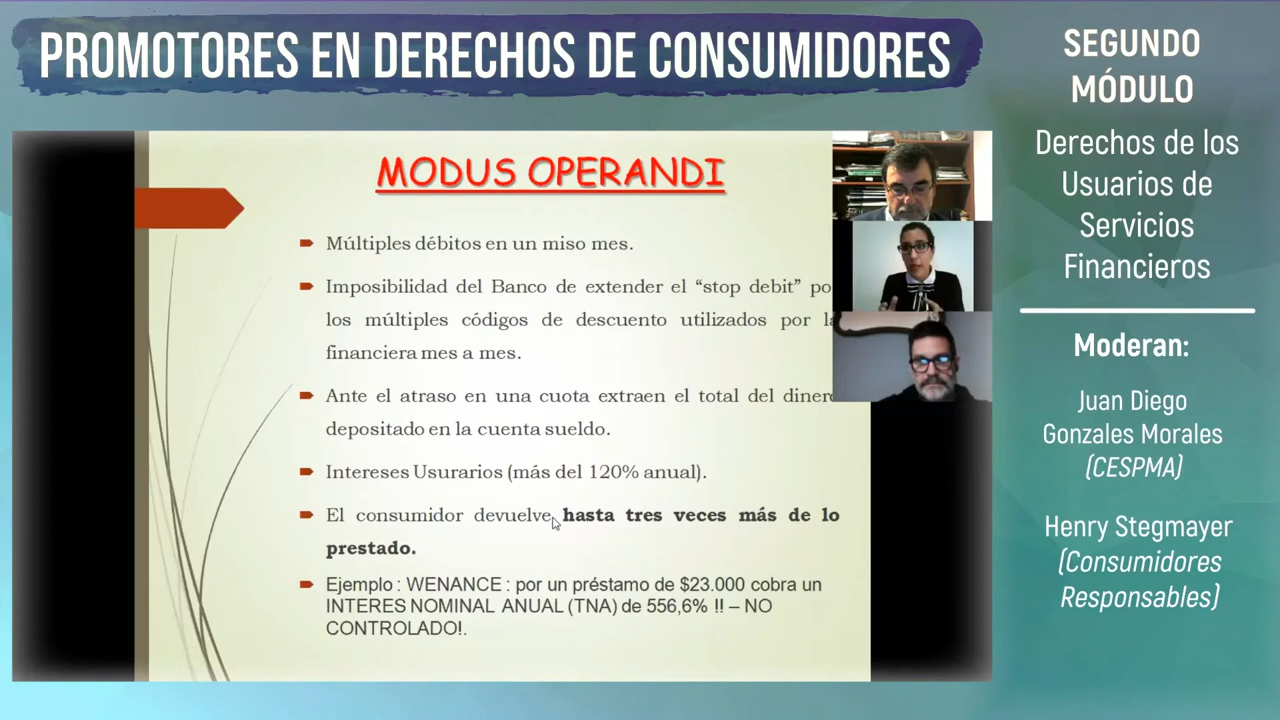 PROMOTORES EN DERECHOS DE CONSUMIDORES
MODUS OPERANDI
Múltiples débitos en un miso mes.
Imposibilidad del Banco de extender el “stop debit” po
los múltiples códigos de descuento utilizados por la
financiera mes a mes.
Ante el atraso en una cuota extraen el total del dinero
depositado en la cuenta sueldo.
Intereses Usurarios (más del 120% anual).
El consumidor devuelve hasta tres veces más de lo
prestado.
Ejemplo : WENANCE : por un préstamo de $23.000 cobra un
INTERES NOMINAL ANUAL (TNA) de 556,6% !! – NO
CONTROLADO!.
SEGUNDO
MÓDULO
Derechos de los
Usuarios de
Servicios
Financieros
Moderan:
Juan Diego
Gonzales Morales
(CESPMA)
Henry Stegmayer
(Consumidores
Responsables)